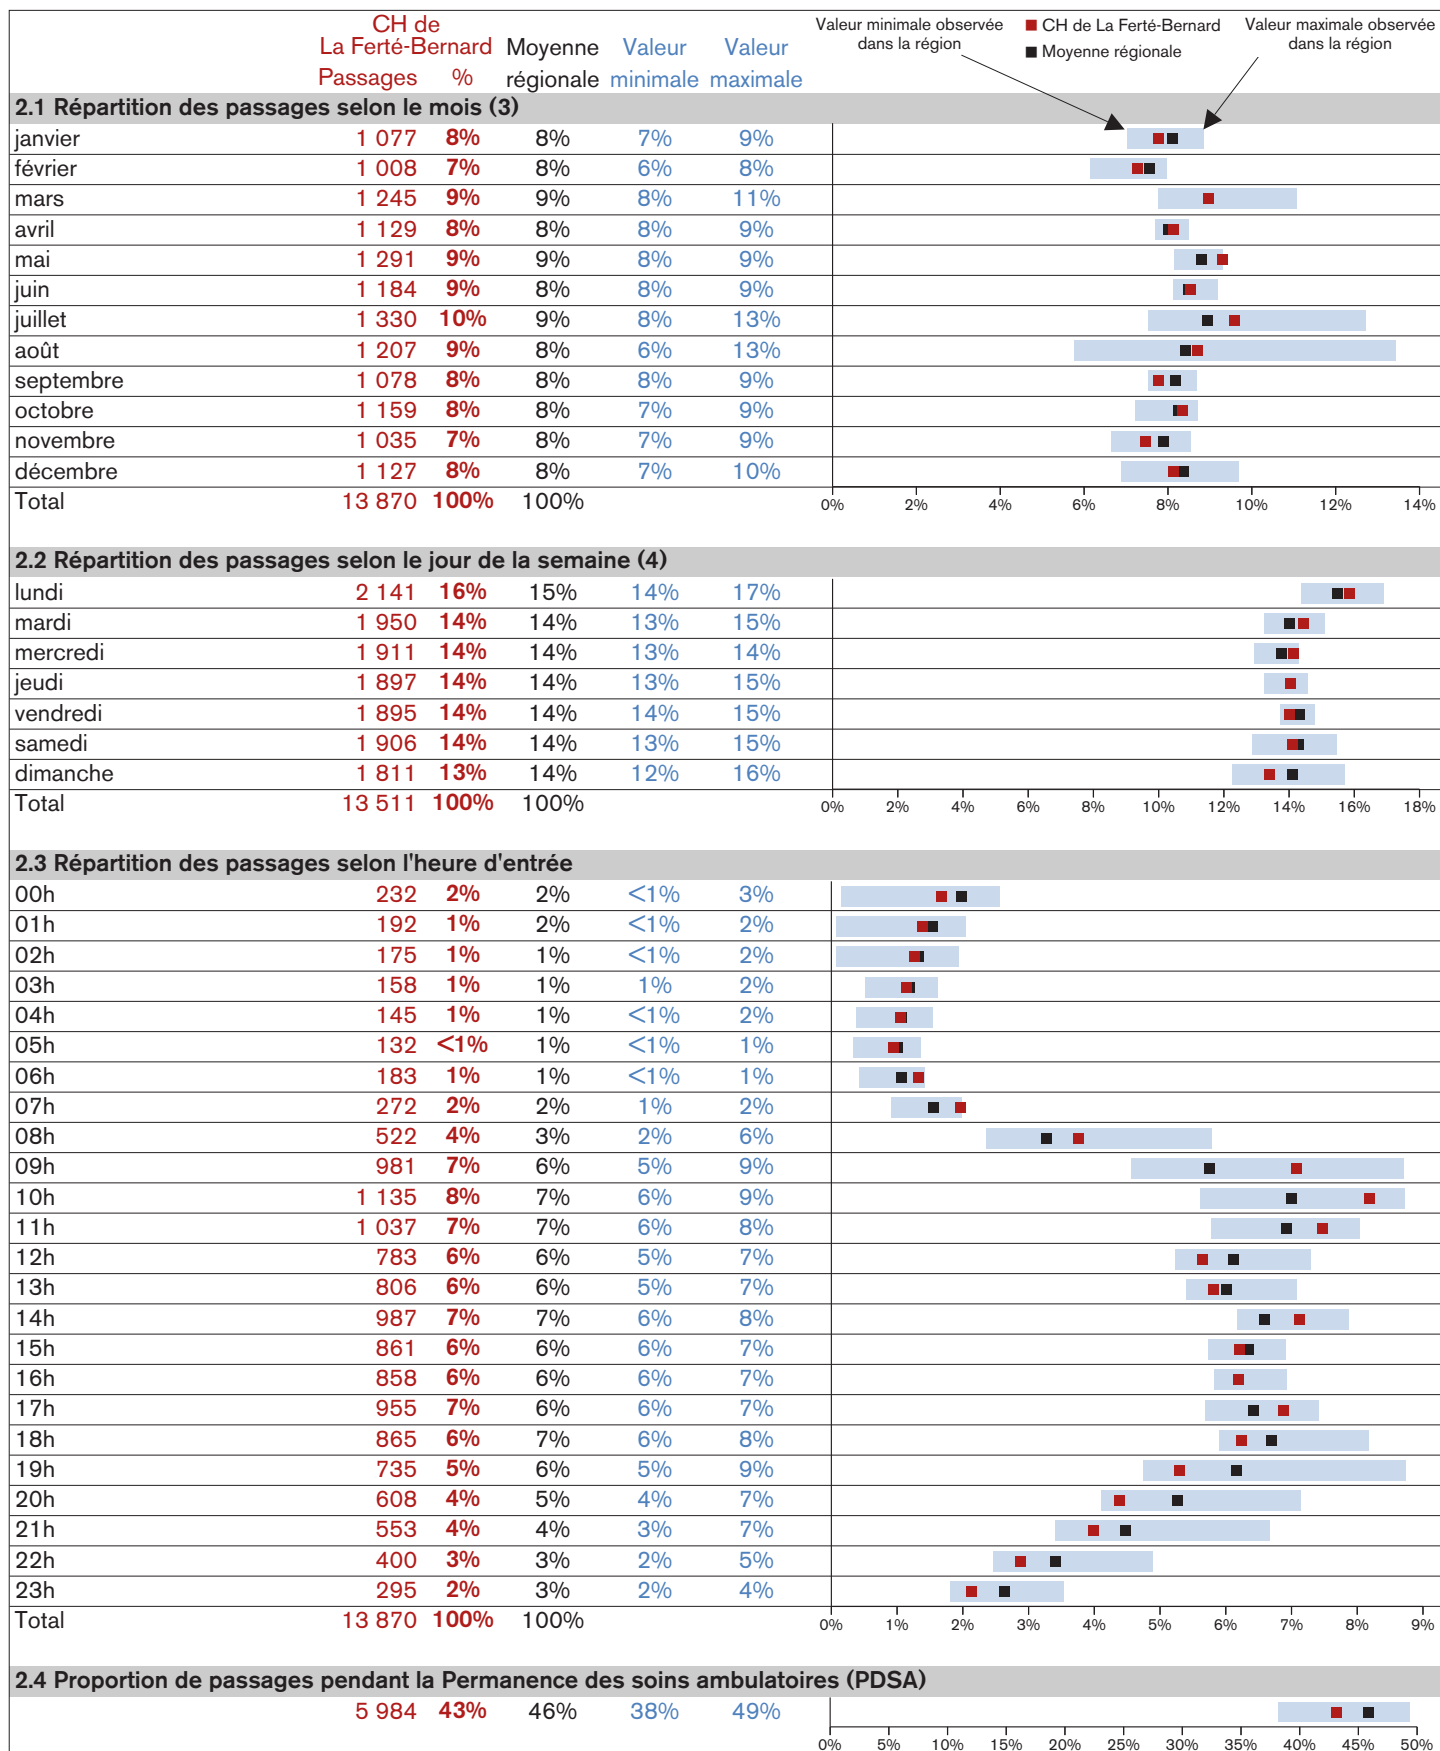 CH de
La Ferté-Bernard Moyenne Valeur Valeur
Passages % régionale minimale maximale
Valeur minimale observée
dans la région
CH de La Ferté-Bernard
Moyenne régionale
Valeur maximale observée
dans la région
2.1 Répartition des passages selon le mois (3)
janvier 1 077 8% 8% 7% 9%
février 1 008 7% 8% 6% 8%
mars 1 245 9% 9% 8% 11%
avril 1 129 8% 8% 8% 9%
mai 1 291 9% 9% 8% 9%
juin 1 184 9% 8% 8% 9%
juillet 1 330 10% 9% 8% 13%
août 1 207 9% 8% 6% 13%
septembre 1 078 8% 8% 8% 9%
octobre 1 159 8% 8% 7% 9%
novembre 1 035 7% 8% 7% 9%
décembre 1 127 8% 8% 7% 10%
Total 13 870 100% 100%
0% 2% 4% 6% 8% 10% 12% 14%
2.2 Répartition des passages selon le jour de la semaine (4)
lundi 2 141 16% 15% 14% 17%
mardi 1 950 14% 14% 13% 15%
mercredi 1 911 14% 14% 13% 14%
jeudi 1 897 14% 14% 13% 15%
vendredi 1 895 14% 14% 14% 15%
samedi 1 906 14% 14% 13% 15%
dimanche 1 811 13% 14% 12% 16%
Total 13 511 100% 100%
0% 2% 4% 6% 8% 10% 12% 14% 16% 18%
2.3 Répartition des passages selon l'heure d'entrée
00h 232 2% 2% <1% 3%
01h 192 1% 2% <1% 2%
02h 175 1% 1% <1% 2%
03h 158 1% 1% 1% 2%
04h 145 1% 1% <1% 2%
05h 132 <1% 1% <1% 1%
06h 183 1% 1% <1% 1%
07h 272 2% 2% 1% 2%
08h 522 4% 3% 2% 6%
09h 981 7% 6% 5% 9%
10h 1 135 8% 7% 6% 9%
11h 1 037 7% 7% 6% 8%
12h 783 6% 6% 5% 7%
13h 806 6% 6% 5% 7%
14h 987 7% 7% 6% 8%
15h 861 6% 6% 6% 7%
16h 858 6% 6% 6% 7%
17h 955 7% 6% 6% 7%
18h 865 6% 7% 6% 8%
19h 735 5% 6% 5% 9%
20h 608 4% 5% 4% 7%
21h 553 4% 4% 3% 7%
22h 400 3% 3% 2% 5%
23h 295 2% 3% 2% 4%
Total 13 870 100% 100%
0% 1% 2% 3% 4% 5% 6% 7% 8% 9%
2.4 Proportion de passages pendant la Permanence des soins ambulatoires (PDSA)
5 984 43% 46% 38% 49%
0% 5% 10% 15% 20% 25% 30% 35% 40% 45% 50%